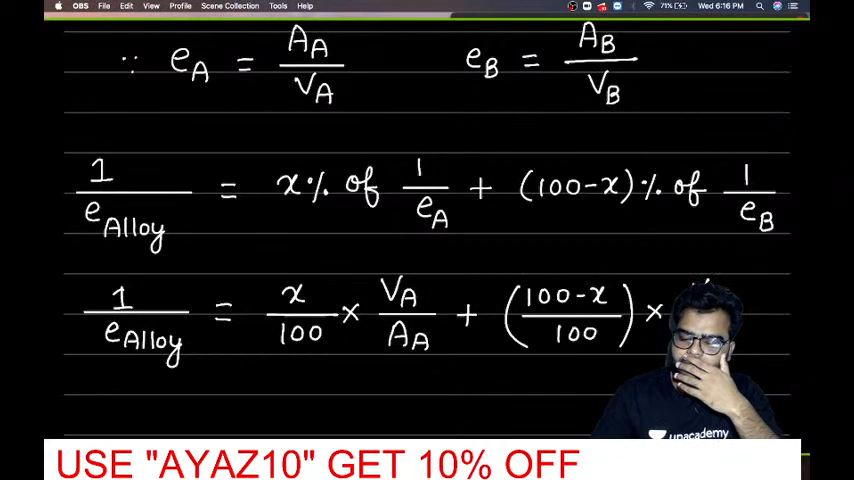 OBS File Edit View Profile Scene Collection Tools Help 71% Wed 6:16 PM
∵ e_A = A_A / V_A e_B = A_B / V_B
1 / e_Alloy = x% of 1 / e_A + (100-x)% of 1 / e_B
1 / e_Alloy = x / 100 × V_A / A_A + (100-x / 100) ×
unacademy
USE "AYAZ10" GET 10% OFF